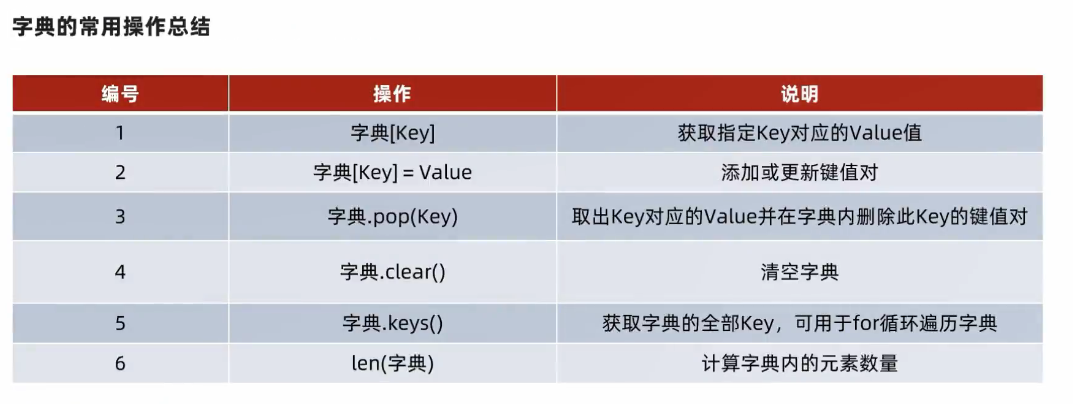 字典的常用操作总结
编号 操作 说明
1 字典[Key] 获取指定Key对应的Value值
2 字典[Key] = Value 添加或更新键值对
3 字典.pop(Key) 取出Key对应的Value并在字典内删除此Key的键值对
4 字典.clear() 清空字典
5 字典.keys() 获取字典的全部Key，可用于for循环遍历字典
6 len(字典) 计算字典内的元素数量